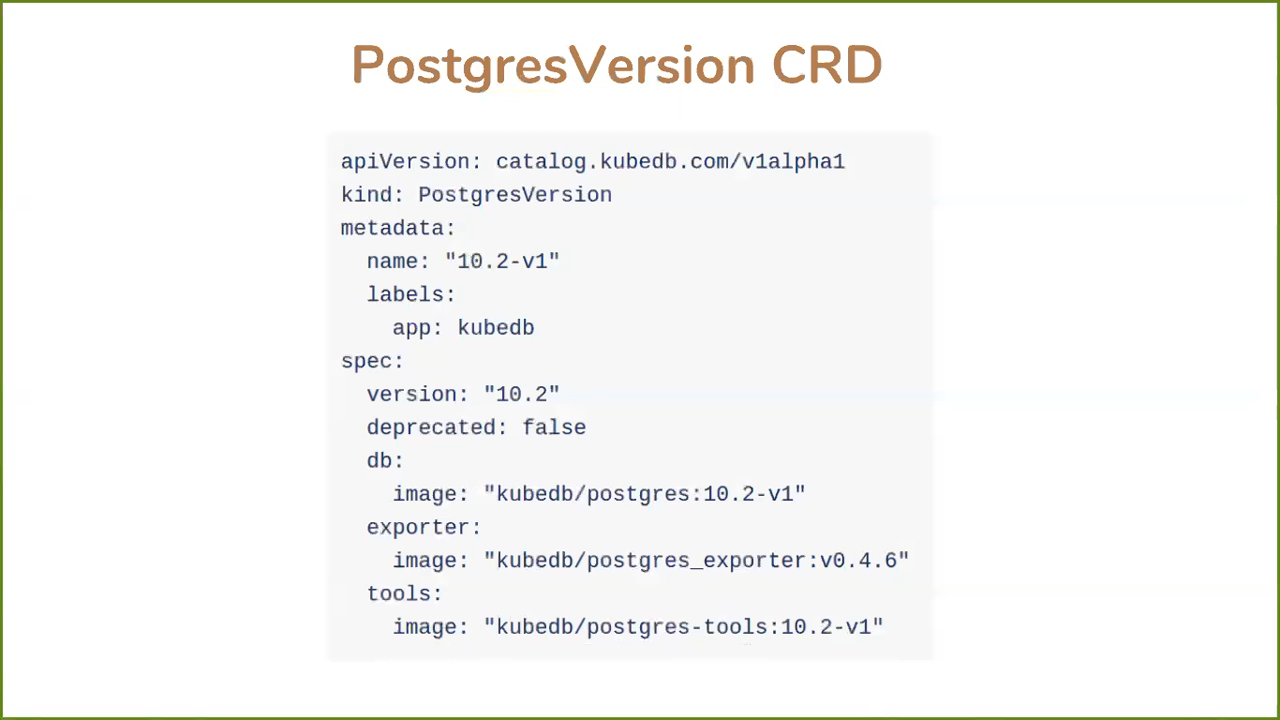 PostgresVersion CRD
apiVersion: catalog.kubedb.com/v1alpha1
kind: PostgresVersion
metadata:
  name: "10.2-v1"
  labels:
    app: kubedb
spec:
  version: "10.2"
  deprecated: false
  db:
    image: "kubedb/postgres:10.2-v1"
  exporter:
    image: "kubedb/postgres_exporter:v0.4.6"
  tools:
    image: "kubedb/postgres-tools:10.2-v1"